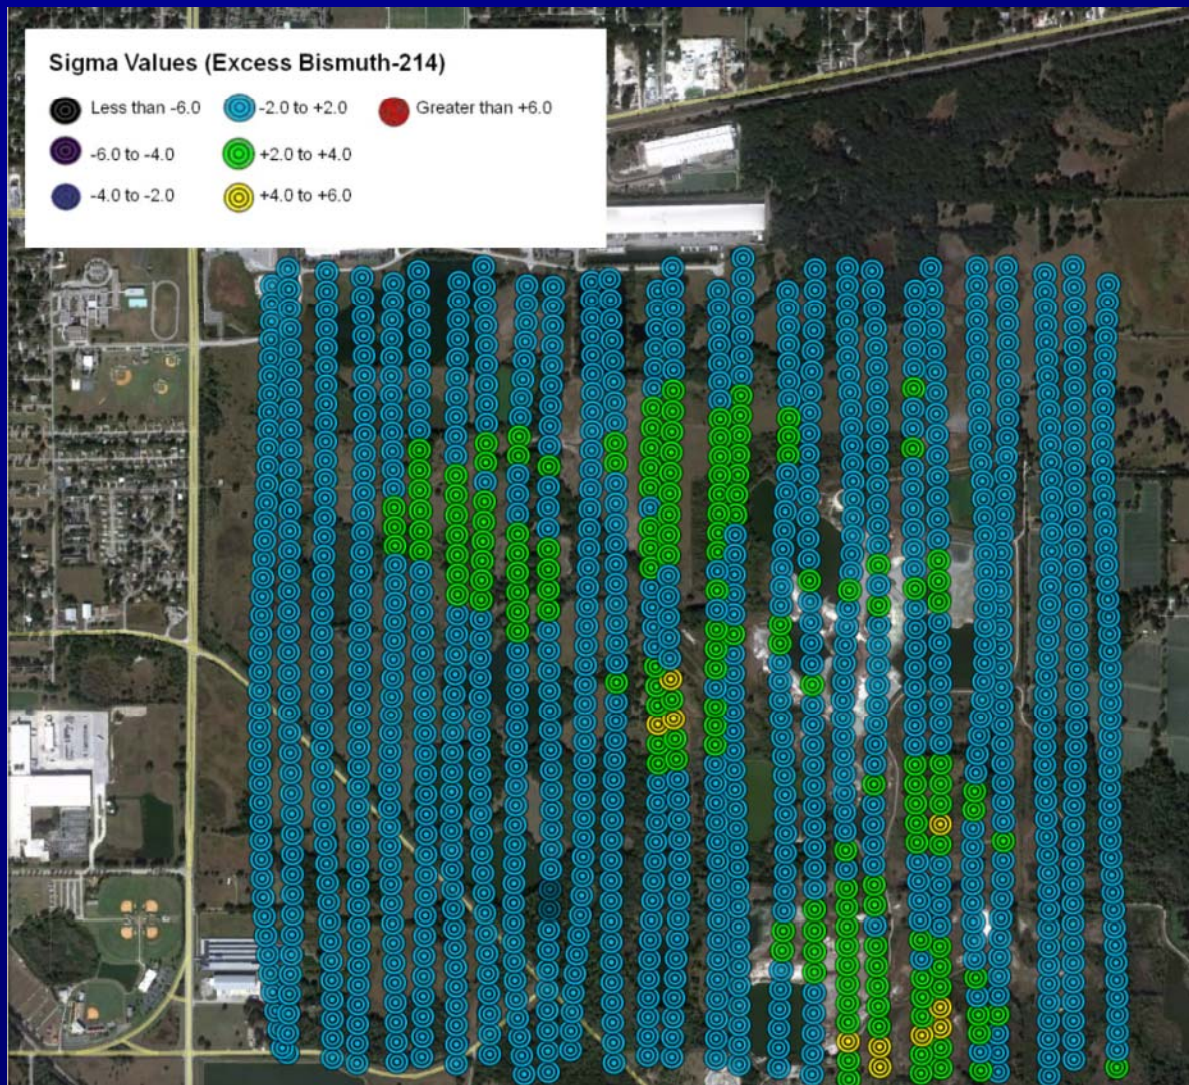 Sigma Values (Excess Bismuth-214)
Less than -6.0
-2.0 to +2.0
Greater than +6.0
-6.0 to -4.0
+2.0 to +4.0
-4.0 to -2.0
+4.0 to +6.0